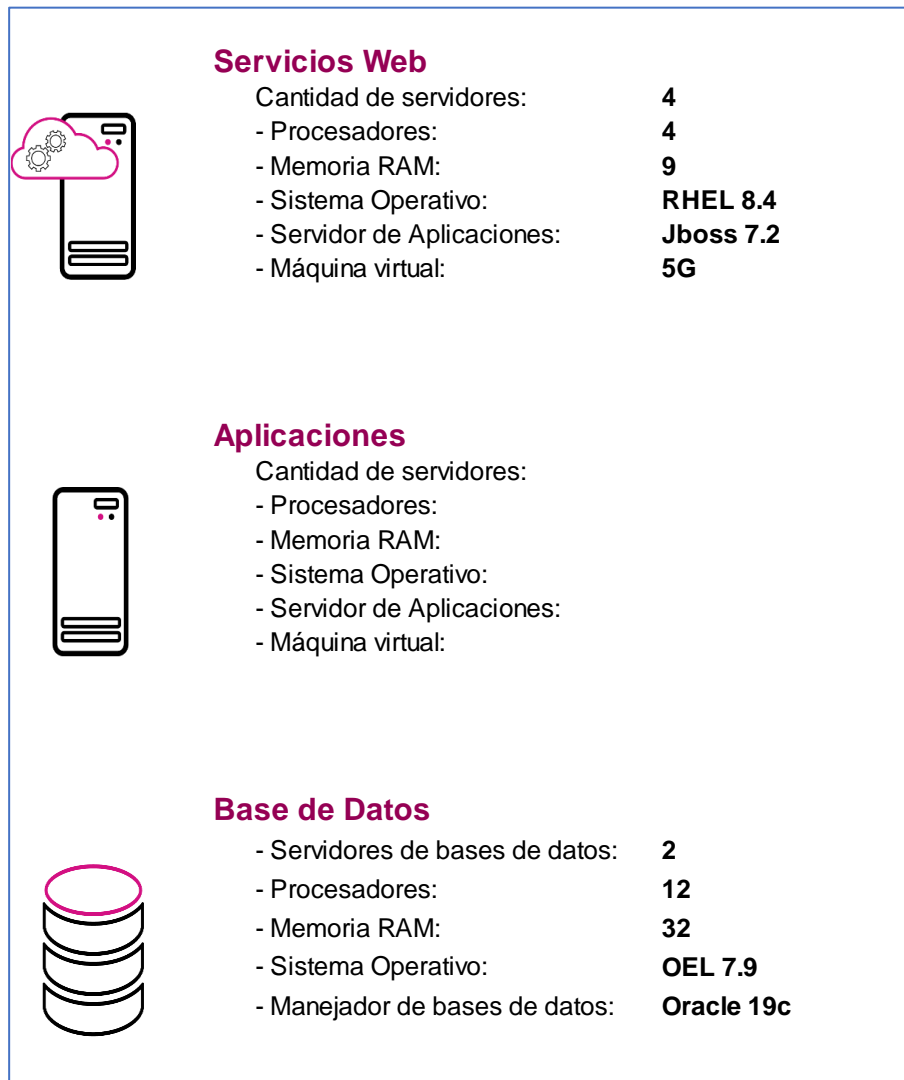 Servicios Web
Cantidad de servidores: 4
- Procesadores: 4
- Memoria RAM: 9
- Sistema Operativo: RHEL 8.4
- Servidor de Aplicaciones: Jboss 7.2
- Máquina virtual: 5G
Aplicaciones
Cantidad de servidores:
- Procesadores:
- Memoria RAM:
- Sistema Operativo:
- Servidor de Aplicaciones:
- Máquina virtual:
Base de Datos
- Servidores de bases de datos: 2
- Procesadores: 12
- Memoria RAM: 32
- Sistema Operativo: OEL 7.9
- Manejador de bases de datos: Oracle 19c